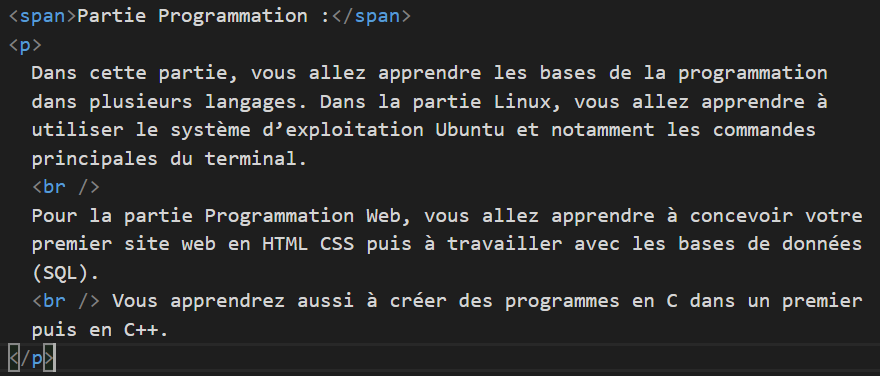 <span>Partie Programmation :</span>
<p>
Dans cette partie, vous allez apprendre les bases de la programmation
dans plusieurs langages. Dans la partie Linux, vous allez apprendre à
utiliser le système d’exploitation Ubuntu et notamment les commandes
principales du terminal.
<br />
Pour la partie Programmation Web, vous allez apprendre à concevoir votre
premier site web en HTML CSS puis à travailler avec les bases de données
(SQL).
<br /> Vous apprendrez aussi à créer des programmes en C dans un premier
puis en C++.
</p>